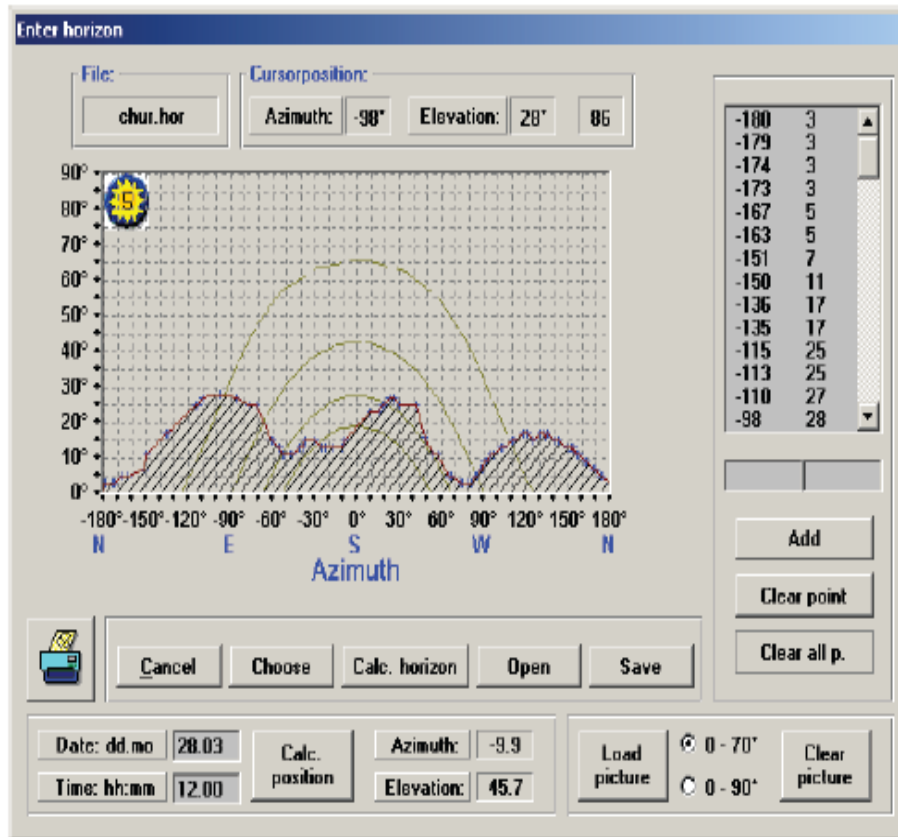 Enter horizon
File:
chur.hor
Cursorposition:
Azimuth: -98° Elevation: 28° 86
-180 3
-179 3
-174 3
-173 3
-167 5
-163 5
-151 7
-150 11
-136 17
-135 17
-115 25
-113 25
-110 27
-98 28
90°
80°
70°
60°
50°
40°
30°
20°
10°
0°
-180° -150° -120° -90° -60° -30° 0° 30° 60° 90° 120° 150° 180°
N E S W N
Azimuth
Add
Clear point
Clear all p.
Cancel Choose Calc. horizon Open Save
Date: dd.mo 28.03
Time: hh:mm 12.00
Calc.
position
Azimuth: -9.9
Elevation: 45.7
Load
picture
0 - 70°
0 - 90°
Clear
picture